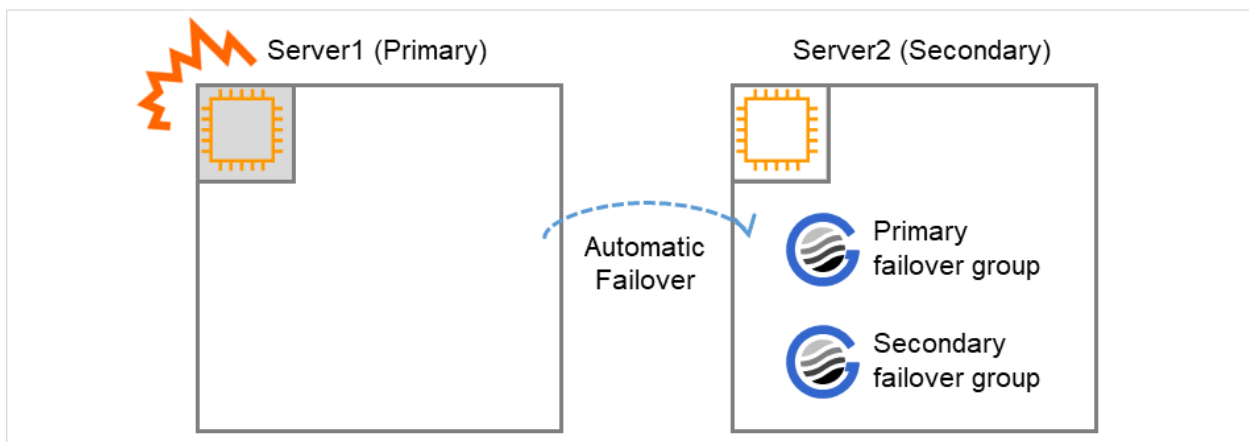 Server1 (Primary)
Server2 (Secondary)
Automatic
Failover
Primary
failover group
Secondary
failover group